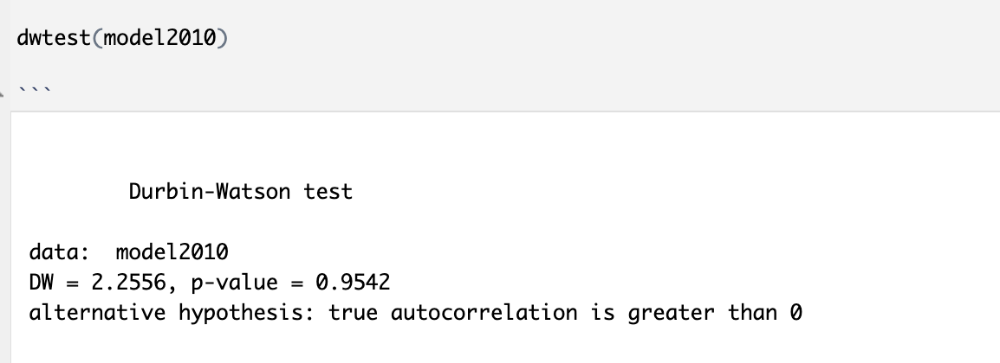 dwtest(model2010)
```
Durbin-Watson test
data:  model2010
DW = 2.2556, p-value = 0.9542
alternative hypothesis: true autocorrelation is greater than 0